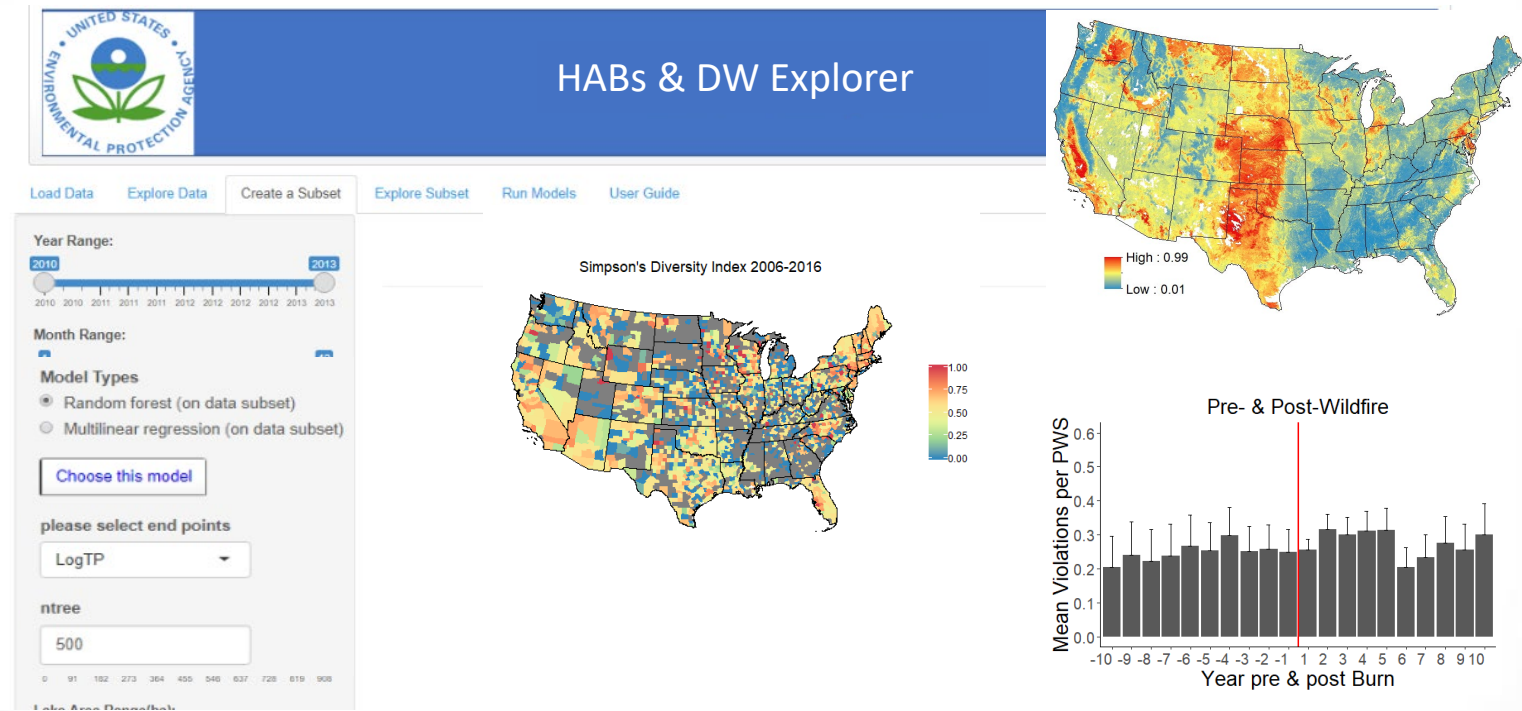 UNITED STATES
ENVIRONMENTAL PROTECTION AGENCY
HABs & DW Explorer
Load Data
Explore Data
Create a Subset
Explore Subset
Run Models
User Guide
Year Range:
2010
2013
2010 2010 2011 2011 2011 2012 2012 2012 2012 2013 2013
Month Range:
Model Types
Random forest (on data subset)
Multilinear regression (on data subset)
Choose this model
please select end points
LogTP
ntree
500
0 91 182 273 364 455 546 637 728 819 908
Simpson's Diversity Index 2006-2016
1.00
0.75
0.50
0.25
0.00
High : 0.99
Low : 0.01
Pre- & Post-Wildfire
Mean Violations per PWS
0.6
0.5
0.4
0.3
0.2
0.1
0.0
-10 -9 -8 -7 -6 -5 -4 -3 -2 -1 1 2 3 4 5 6 7 8 9 10
Year pre & post Burn